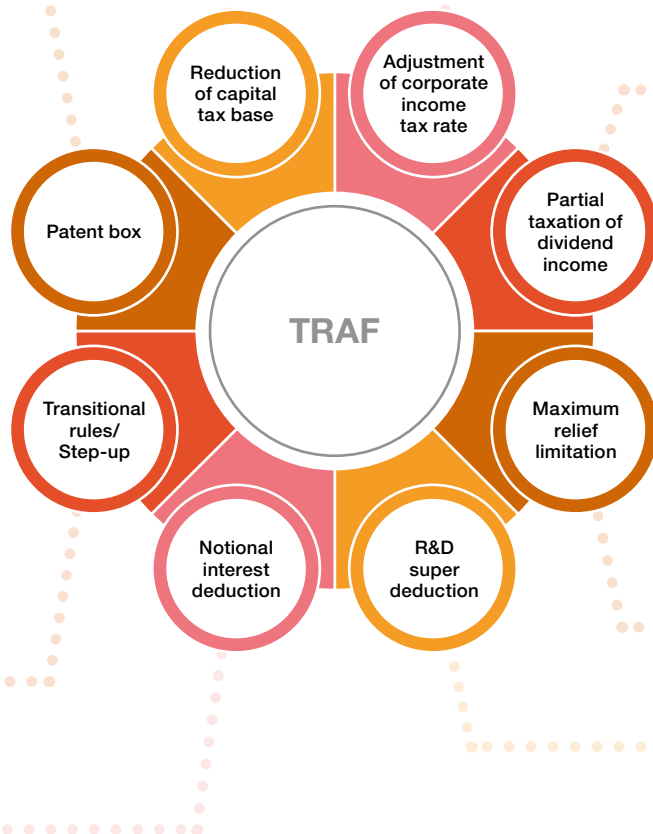 Reduction
of capital
tax base
Adjustment
of corporate
income
tax rate
Patent box
Partial
taxation of
dividend
income
TRAF
Transitional
rules/
Step-up
Maximum
relief
limitation
Notional
interest
deduction
R&D
super
deduction